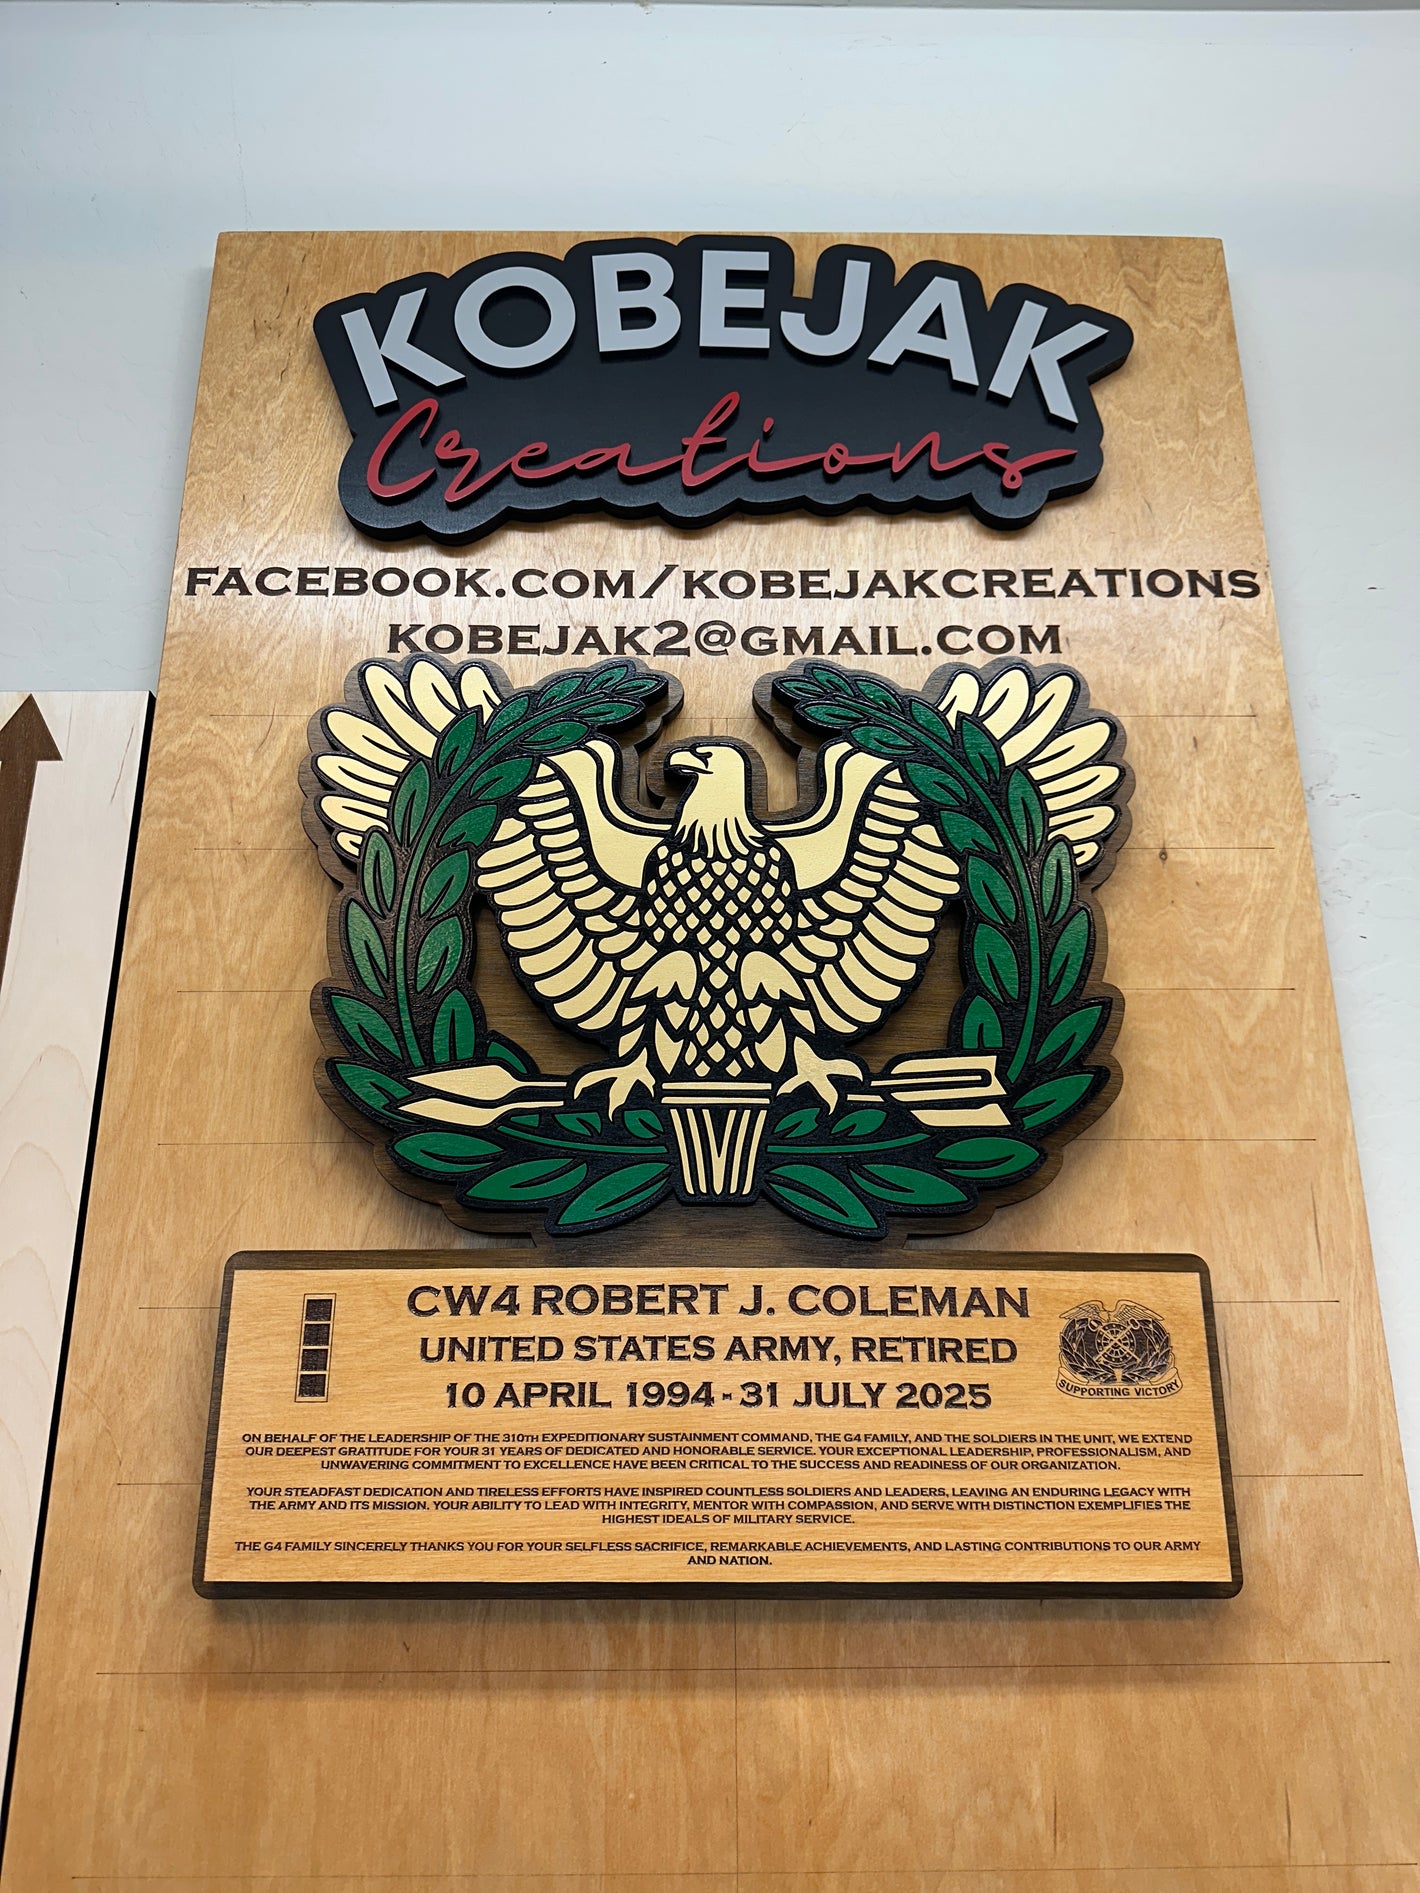 KOBEJAK
Creations
FACEBOOK.COM/KOBEJAKCREATIONS
KOBEJAK2@GMAIL.COM
CW4 ROBERT J. COLEMAN
UNITED STATES ARMY, RETIRED
10 APRIL 1994 - 31 JULY 2025
SUPPORTING VICTORY
ON BEHALF OF THE LEADERSHIP OF THE 310TH EXPEDITIONARY SUSTAINMENT COMMAND, THE G4 FAMILY, AND THE SOLDIERS IN THE UNIT, WE EXTEND
OUR DEEPEST GRATITUDE FOR YOUR 31 YEARS OF DEDICATED AND HONORABLE SERVICE. YOUR EXCEPTIONAL LEADERSHIP, PROFESSIONALISM, AND
UNWAVERING COMMITMENT TO EXCELLENCE HAVE BEEN CRITICAL TO THE SUCCESS AND READINESS OF OUR ORGANIZATION.
YOUR STEADFAST DEDICATION AND TIRELESS EFFORTS HAVE INSPIRED COUNTLESS SOLDIERS AND LEADERS, LEAVING AN ENDURING LEGACY WITH
THE ARMY AND ITS MISSION. YOUR ABILITY TO LEAD WITH INTEGRITY, MENTOR WITH COMPASSION, AND SERVE WITH DISTINCTION EXEMPLIFIES THE
HIGHEST IDEALS OF MILITARY SERVICE.
THE G4 FAMILY SINCERELY THANKS YOU FOR YOUR SELFLESS SACRIFICE, REMARKABLE ACHIEVEMENTS, AND LASTING CONTRIBUTIONS TO OUR ARMY
AND NATION.